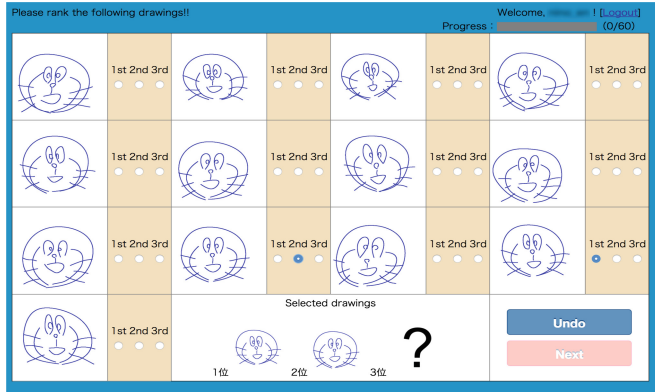 Please rank the following drawings!!
Welcome, ! [Logout]
Progress : (0/60)
1st 2nd 3rd 1st 2nd 3rd 1st 2nd 3rd 1st 2nd 3rd
1st 2nd 3rd 1st 2nd 3rd 1st 2nd 3rd 1st 2nd 3rd
1st 2nd 3rd 1st 2nd 3rd 1st 2nd 3rd 1st 2nd 3rd
1st 2nd 3rd
Selected drawings
1位 2位 3位 ?
Undo
Next